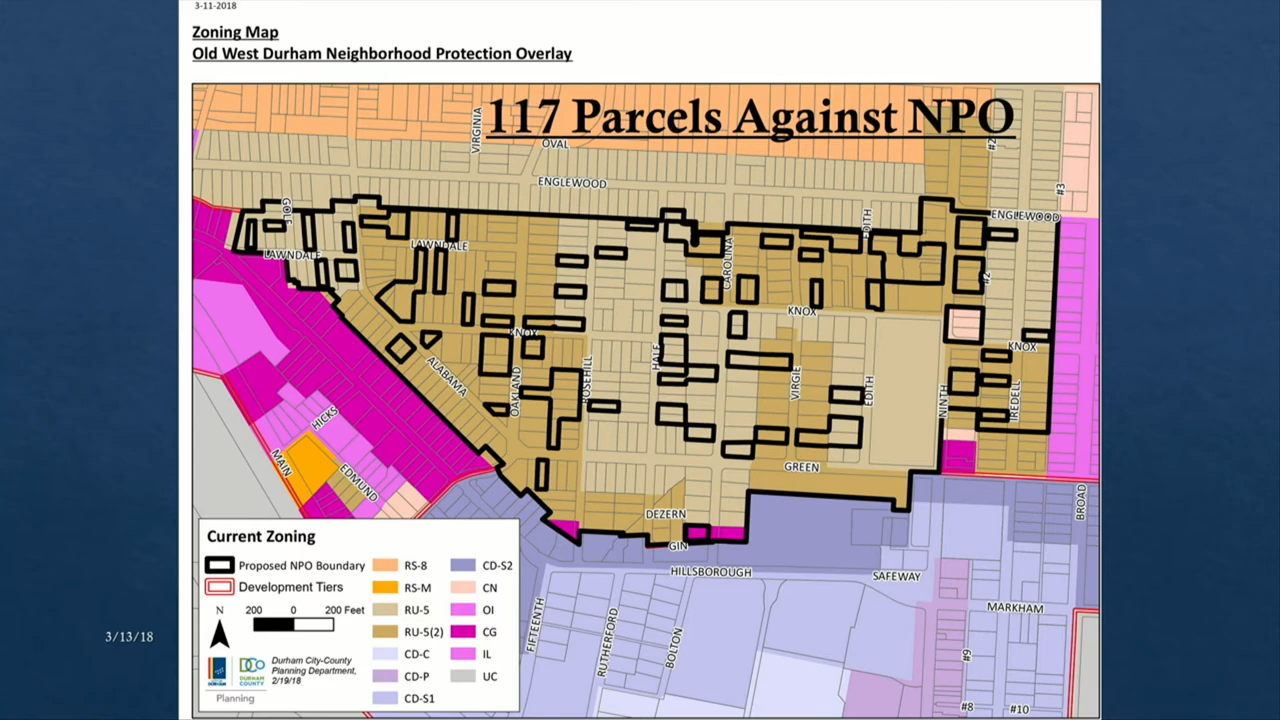 3-11-2018
Zoning Map
Old West Durham Neighborhood Protection Overlay
117 Parcels Against NPO
VIRGINIA
OVAL
#2
ENGLEWOOD
#3
GOLF
EDITH
ENGLEWOOD
LAWNDALE
LAWNDALE
CAROLINA
#2
KNOX
KNOX
KNOX
HALE
ALABAMA
OAKLAND
ROSEHILL
VIRGIE
EDITH
NINTH
IREDELL
HICKS
MAIN
EDMUND
GREEN
BROAD
DEZERN
GIN
HILLSBOROUGH
SAFEWAY
MARKHAM
FIFTEENTH
RUTHERFORD
BOLTON
#9
#8
#10
Current Zoning
Proposed NPO Boundary
Development Tiers
N
200 0 200 Feet
DURHAM
DCO
DURHAM
COUNTY
Durham City-County
Planning Department,
2/19/18
Planning
RS-8
RS-M
RU-5
RU-5(2)
CD-C
CD-P
CD-S1
CD-S2
CN
OI
CG
IL
UC
3/13/18